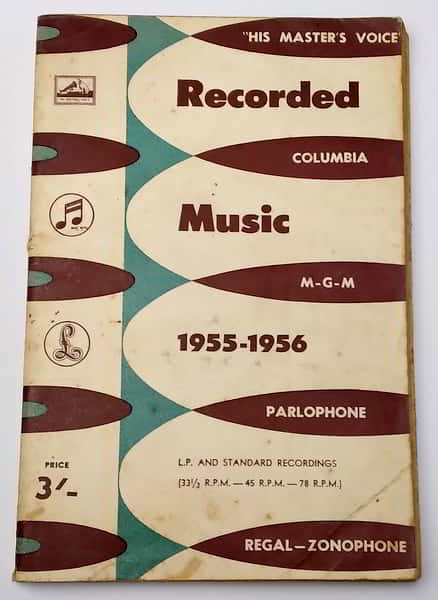 "HIS MASTER'S VOICE"
Recorded
COLUMBIA
Music
M-G-M
1955-1956
PARLOPHONE
PRICE
3/-
L.P. AND STANDARD RECORDINGS
(33⅓ R.P.M. — 45 R.P.M. — 78 R.P.M.)
REGAL—ZONOPHONE